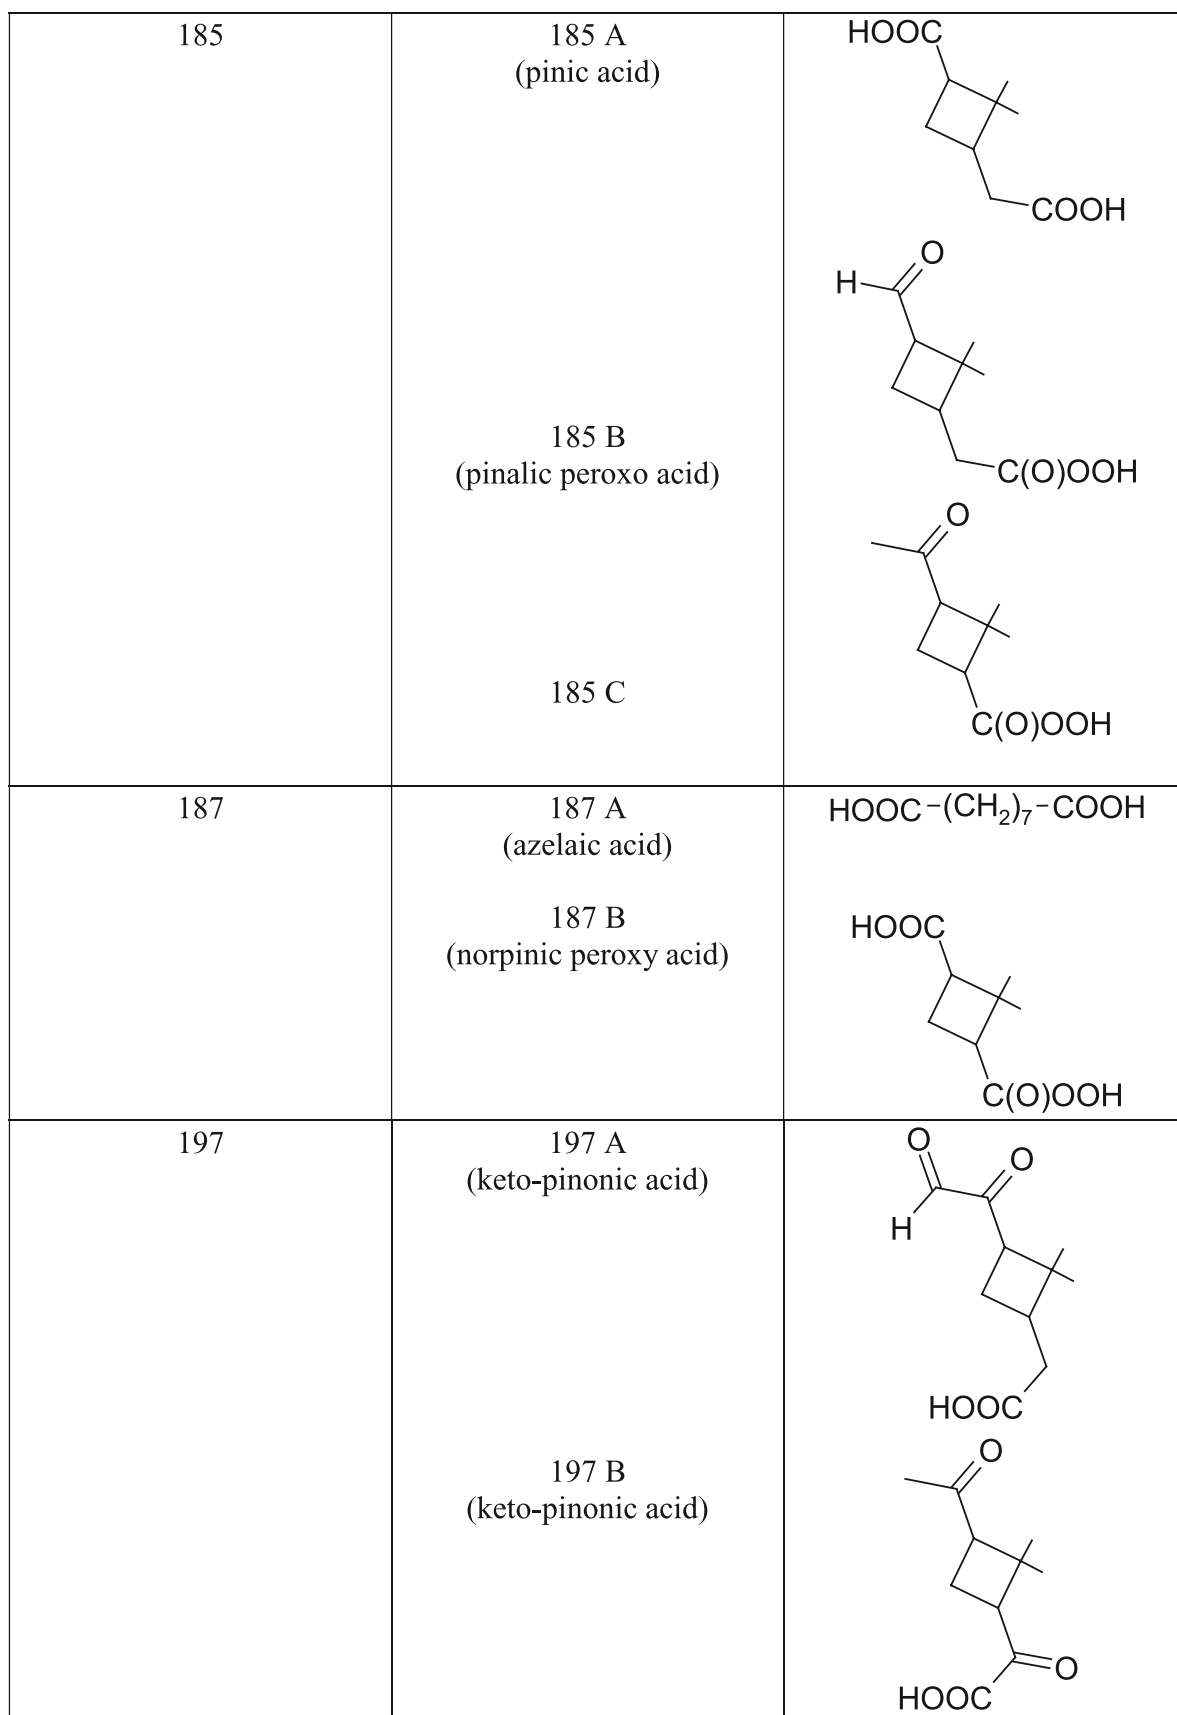 185
185 A
(pinic acid)
HOOC
COOH
O
H
185 B
(pinalic peroxo acid)
C(O)OOH
O
185 C
C(O)OOH
187
187 A
(azelaic acid)
HOOC-(CH2)7-COOH
187 B
(norpinic peroxy acid)
HOOC
C(O)OOH
197
197 A
(keto-pinonic acid)
O
O
H
HOOC
197 B
(keto-pinonic acid)
O
O
HOOC